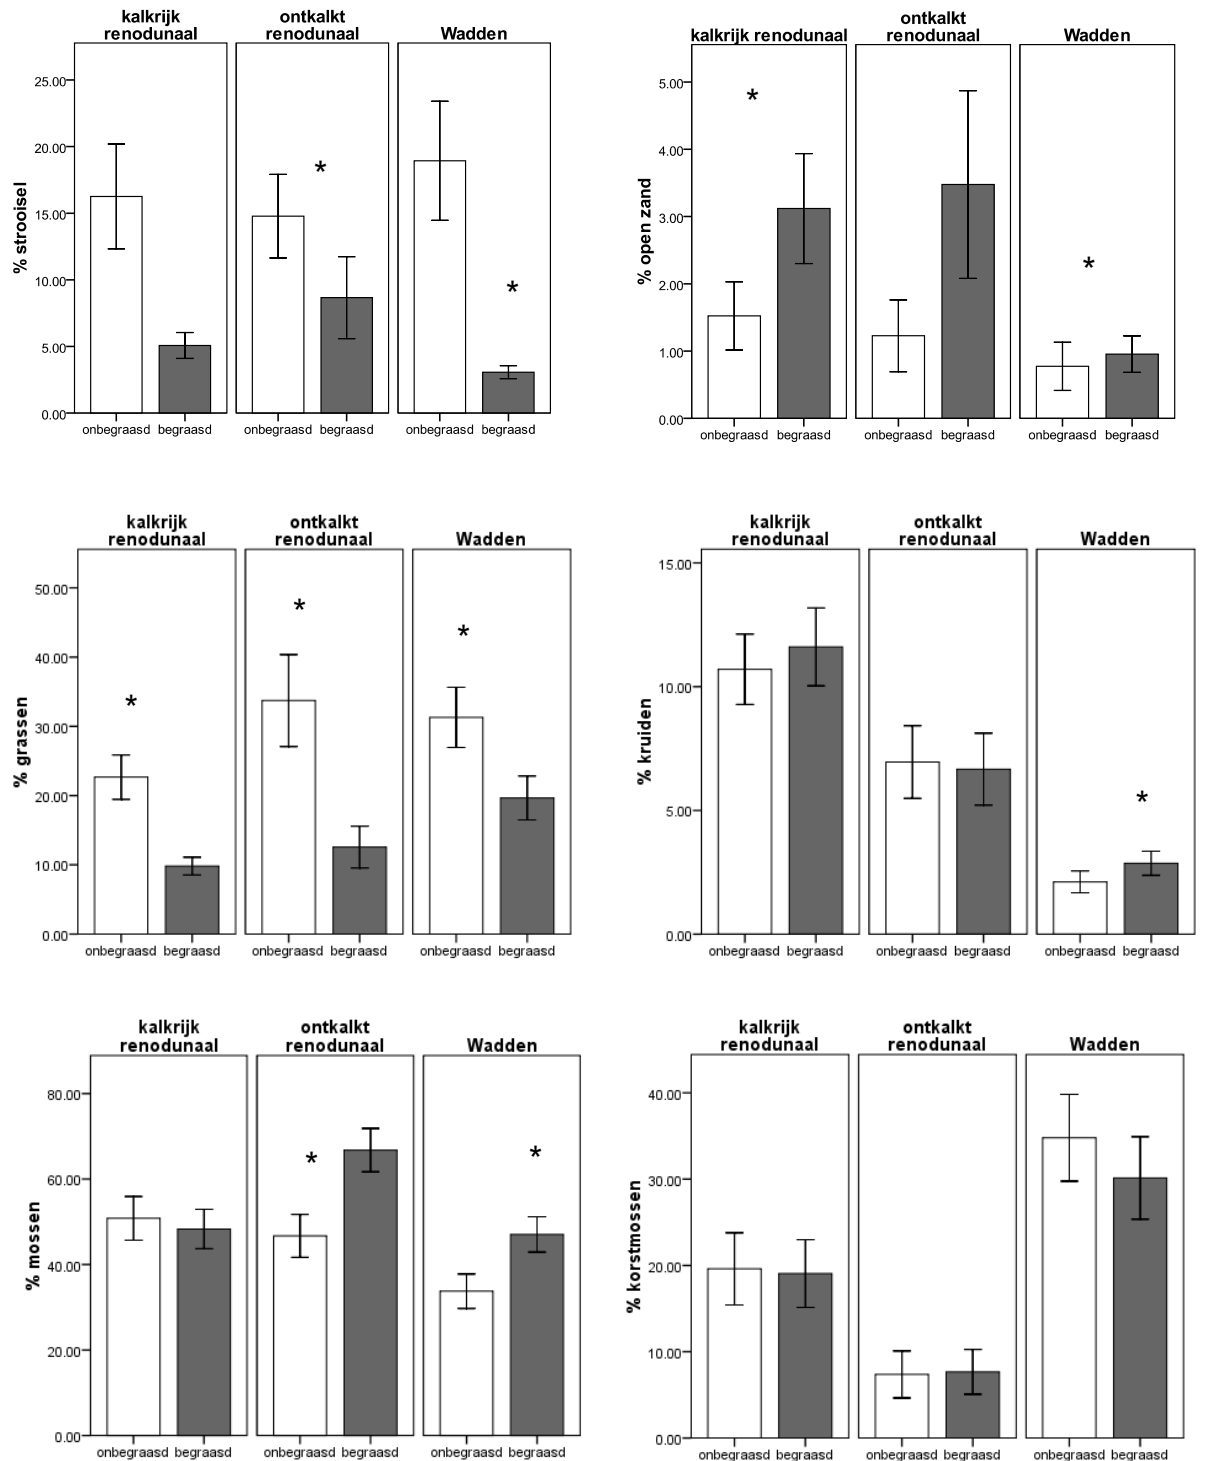 kalkrijk
renodunaal
ontkalkt
renodunaal
Wadden
% strooisel
25.00
20.00
15.00
10.00
5.00
0.00
onbegraasd begraasd onbegraasd begraasd onbegraasd begraasd
*
*
kalkrijk renodunaal
ontkalkt
renodunaal
Wadden
% open zand
5.00
4.00
3.00
2.00
1.00
0.00
onbegraasd begraasd onbegraasd begraasd onbegraasd begraasd
*
*
kalkrijk
renodunaal
ontkalkt
renodunaal
Wadden
% grassen
50.00
40.00
30.00
20.00
10.00
0.00
onbegraasd begraasd onbegraasd begraasd onbegraasd begraasd
*
*
*
kalkrijk
renodunaal
ontkalkt
renodunaal
Wadden
% kruiden
15.00
10.00
5.00
0.00
onbegraasd begraasd onbegraasd begraasd onbegraasd begraasd
*
kalkrijk
renodunaal
ontkalkt
renodunaal
Wadden
% mossen
80.00
60.00
40.00
20.00
0.00
onbegraasd begraasd onbegraasd begraasd onbegraasd begraasd
*
*
kalkrijk
renodunaal
ontkalkt
renodunaal
Wadden
% korstmossen
40.00
30.00
20.00
10.00
0.00
onbegraasd begraasd onbegraasd begraasd onbegraasd begraasd